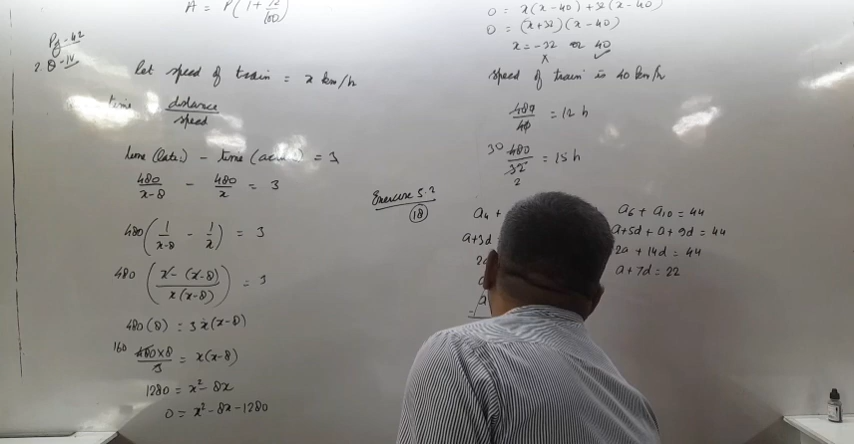 A = P(1 + 12/100)
Pg-42
2. Q-IV
let speed of train = x km/h
time distance/speed
time (late) - time = 3
480/x-8 - 480/x = 3
480(1/x-8 - 1/x) = 3
480(x - (x-8)/x(x-8)) = 3
480(8) = 3x(x-8)
160 480×8/3 = x(x-8)
1280 = x² - 8x
0 = x² - 8x - 1280
0 = x(x-40) + 32(x-40)
0 = (x+32)(x-40)
x = -32 or 40
x ✓
speed of train is 40 km/h
480/40 = 12 h
30 480/32 = 15 h
2
Exercise 5.2
18
a₄ +
a+3d
a₆ + a₁₀ = 44
a+5d + a+9d = 44
2a + 14d = 44
a+7d = 22